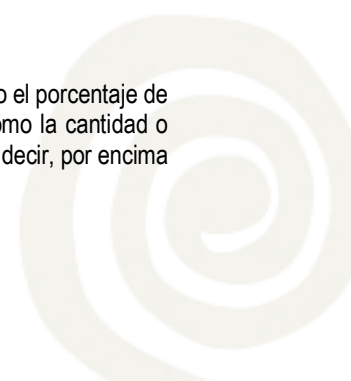 o el porcentaje de
omo la cantidad o
decir, por encima